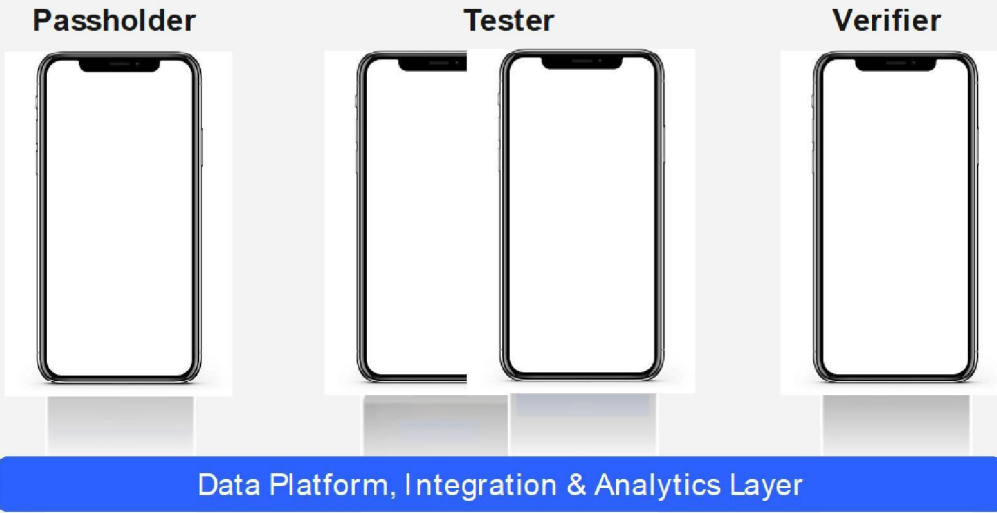 Passholder
Tester
Verifier
Data Platform, Integration & Analytics Layer